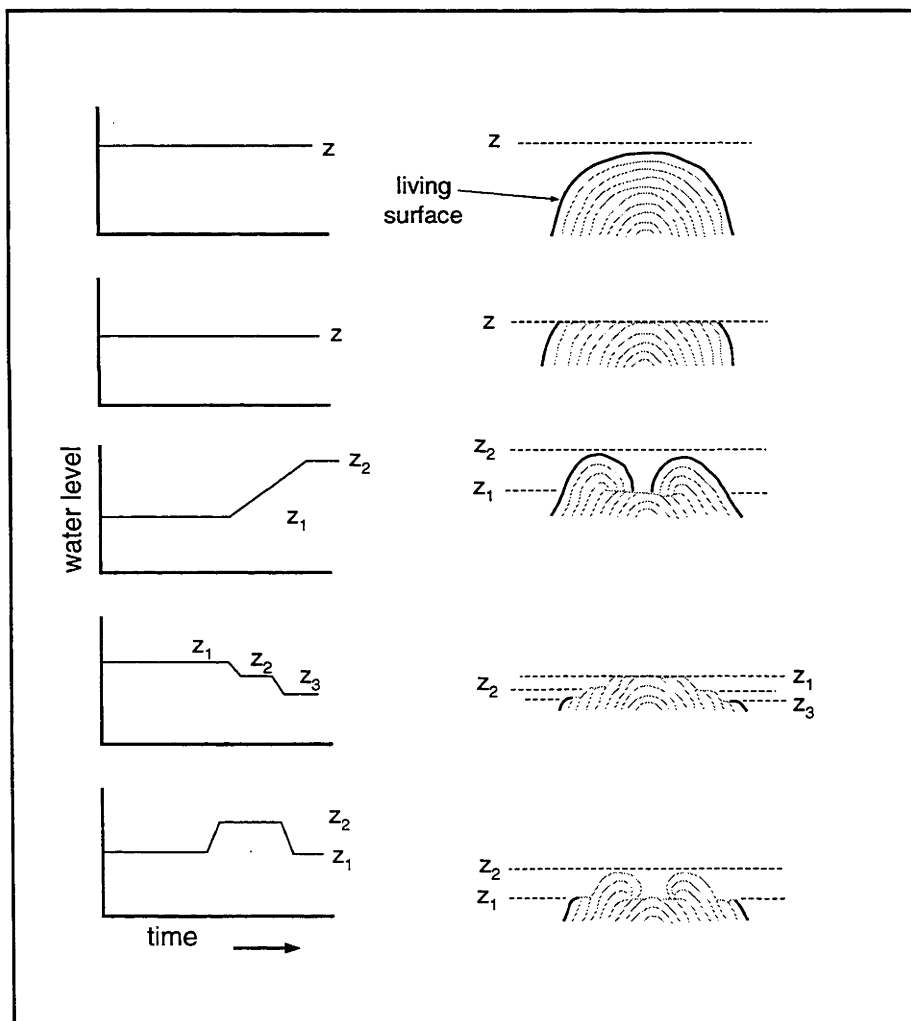 z
z
living
surface
z
z
water level
z₂
z₁
z₂
z₁
z₁
z₂
z₃
z₂
z₁
z₃
z₂
z₁
time
z₂
z₁